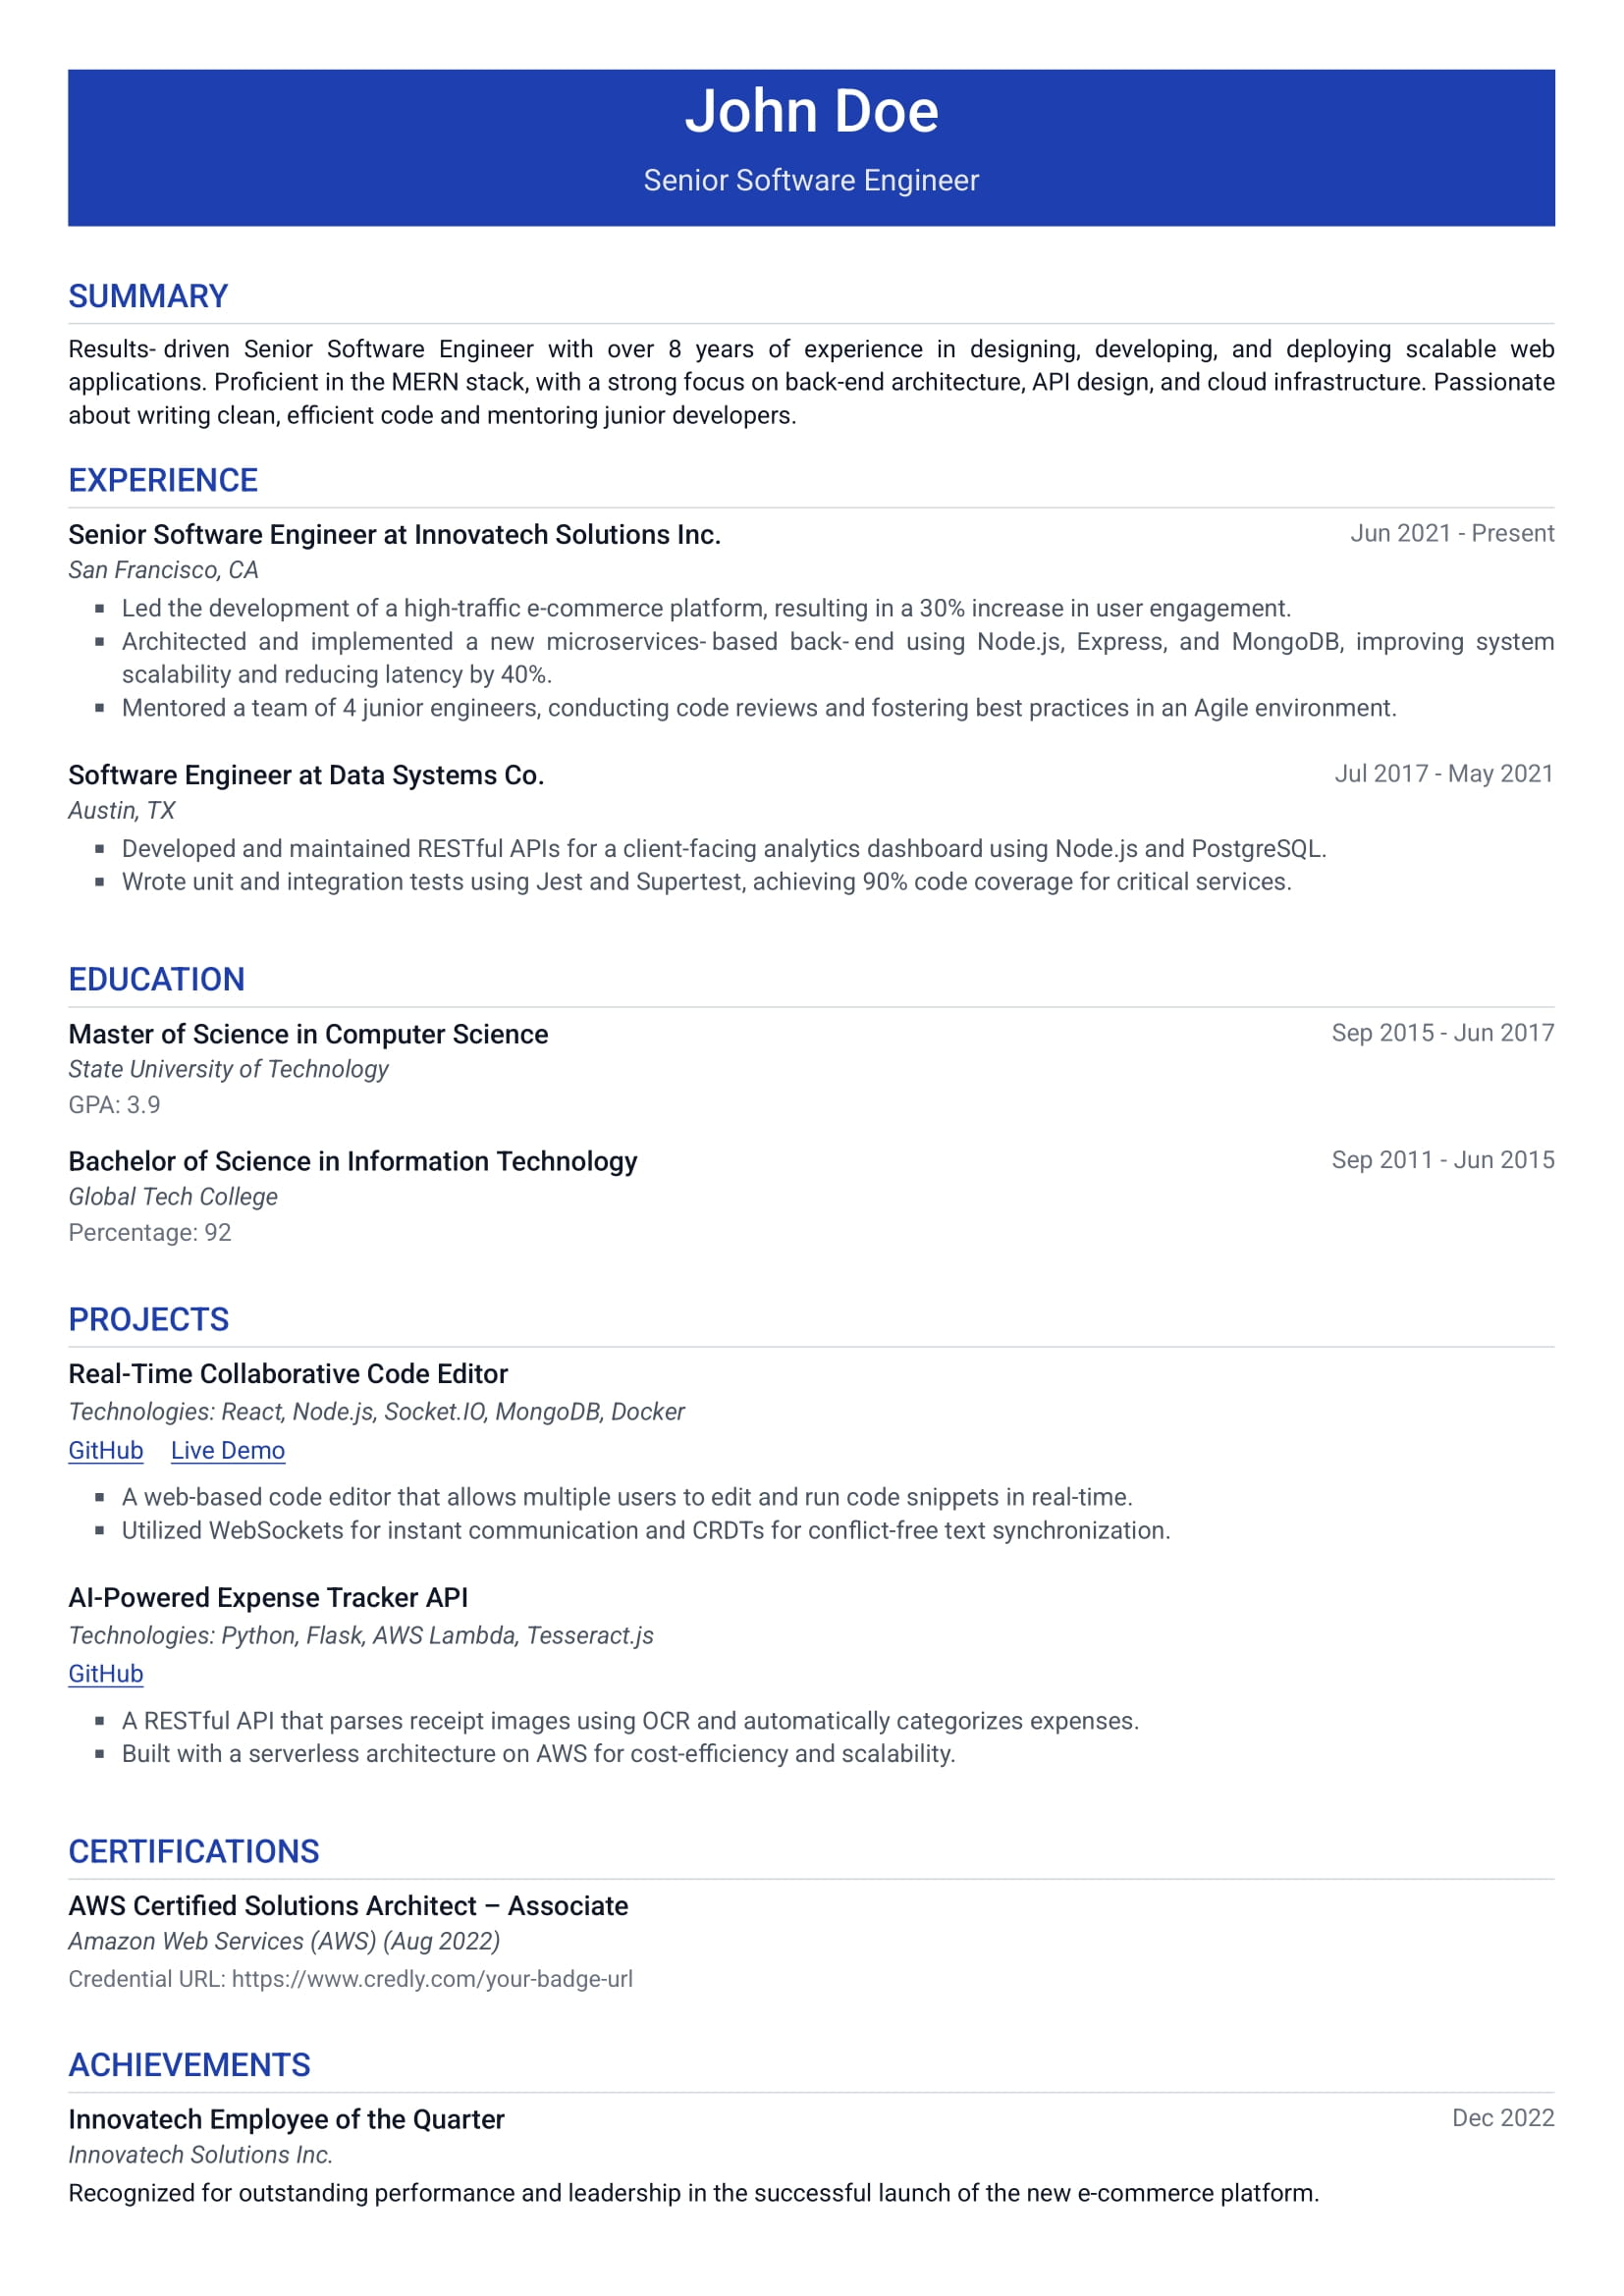 John Doe
Senior Software Engineer
SUMMARY
Results- driven Senior Software Engineer with over 8 years of experience in designing, developing, and deploying scalable web
applications. Proficient in the MERN stack, with a strong focus on back-end architecture, API design, and cloud infrastructure. Passionate
about writing clean, efficient code and mentoring junior developers.
EXPERIENCE
Senior Software Engineer at Innovatech Solutions Inc. Jun 2021 - Present
San Francisco, CA
▪ Led the development of a high-traffic e-commerce platform, resulting in a 30% increase in user engagement.
▪ Architected and implemented a new microservices- based back- end using Node.js, Express, and MongoDB, improving system
scalability and reducing latency by 40%.
▪ Mentored a team of 4 junior engineers, conducting code reviews and fostering best practices in an Agile environment.
Software Engineer at Data Systems Co. Jul 2017 - May 2021
Austin, TX
▪ Developed and maintained RESTful APIs for a client-facing analytics dashboard using Node.js and PostgreSQL.
▪ Wrote unit and integration tests using Jest and Supertest, achieving 90% code coverage for critical services.
EDUCATION
Master of Science in Computer Science Sep 2015 - Jun 2017
State University of Technology
GPA: 3.9
Bachelor of Science in Information Technology Sep 2011 - Jun 2015
Global Tech College
Percentage: 92
PROJECTS
Real-Time Collaborative Code Editor
Technologies: React, Node.js, Socket.IO, MongoDB, Docker
GitHub Live Demo
▪ A web-based code editor that allows multiple users to edit and run code snippets in real-time.
▪ Utilized WebSockets for instant communication and CRDTs for conflict-free text synchronization.
AI-Powered Expense Tracker API
Technologies: Python, Flask, AWS Lambda, Tesseract.js
GitHub
▪ A RESTful API that parses receipt images using OCR and automatically categorizes expenses.
▪ Built with a serverless architecture on AWS for cost-efficiency and scalability.
CERTIFICATIONS
AWS Certified Solutions Architect – Associate
Amazon Web Services (AWS) (Aug 2022)
Credential URL: https://www.credly.com/your-badge-url
ACHIEVEMENTS
Innovatech Employee of the Quarter Dec 2022
Innovatech Solutions Inc.
Recognized for outstanding performance and leadership in the successful launch of the new e-commerce platform.